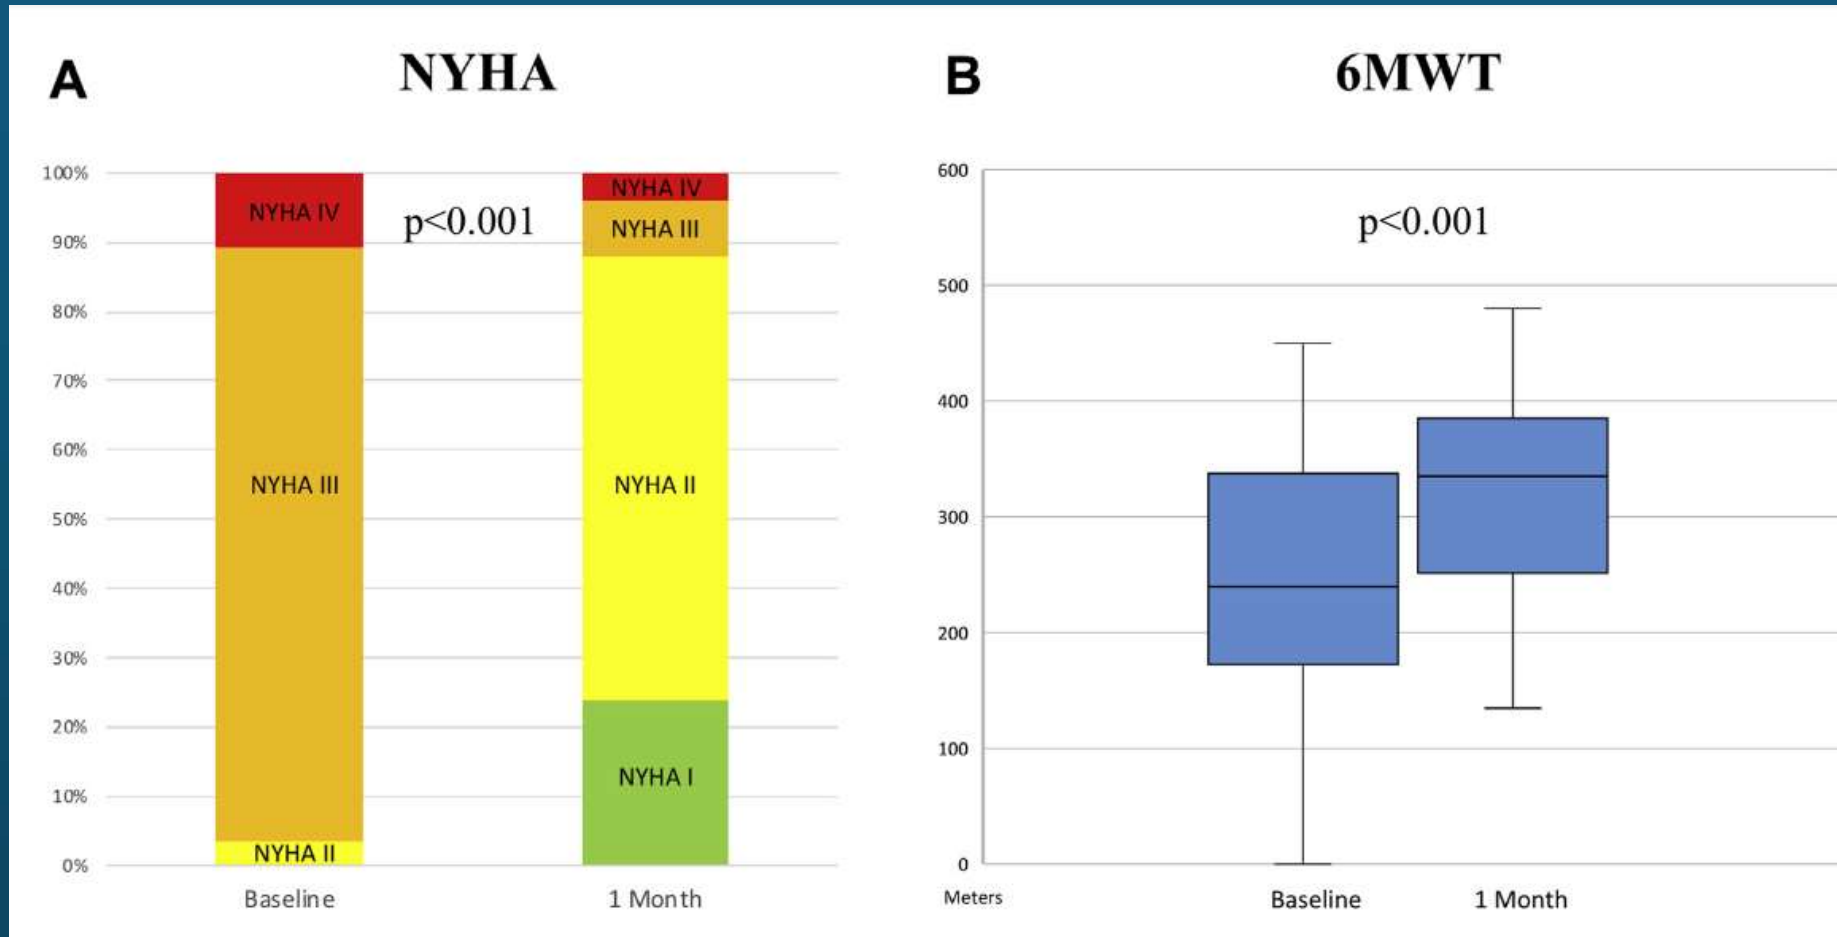 A
NYHA
100%
90%
80%
70%
60%
50%
40%
30%
20%
10%
0%
NYHA IV
NYHA III
NYHA II
p<0.001
NYHA IV
NYHA III
NYHA II
NYHA I
Baseline
1 Month
B
6MWT
600
500
400
300
200
100
0
p<0.001
Meters
Baseline
1 Month